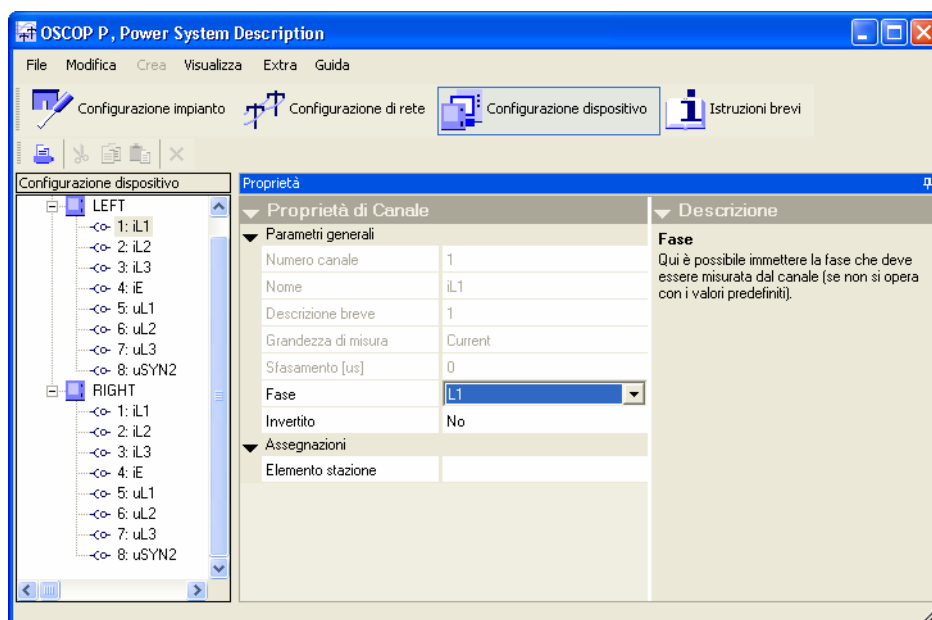 OSCOP P, Power System Description
File Modifica Crea Visualizza Extra Guida
Configurazione impianto Configurazione di rete Configurazione dispositivo Istruzioni brevi
Configurazione dispositivo
LEFT
1: iL1
2: iL2
3: iL3
4: iE
5: uL1
6: uL2
7: uL3
8: uSYN2
RIGHT
1: iL1
2: iL2
3: iL3
4: iE
5: uL1
6: uL2
7: uL3
8: uSYN2
Proprietà
Proprietà di Canale
Parametri generali
Numero canale 1
Nome iL1
Descrizione breve 1
Grandezza di misura Current
Sfasamento [us] 0
Fase L1
Invertito No
Assegnazioni
Elemento stazione
Descrizione
Fase
Qui è possibile immettere la fase che deve
essere misurata dal canale (se non si opera
con i valori predefiniti).